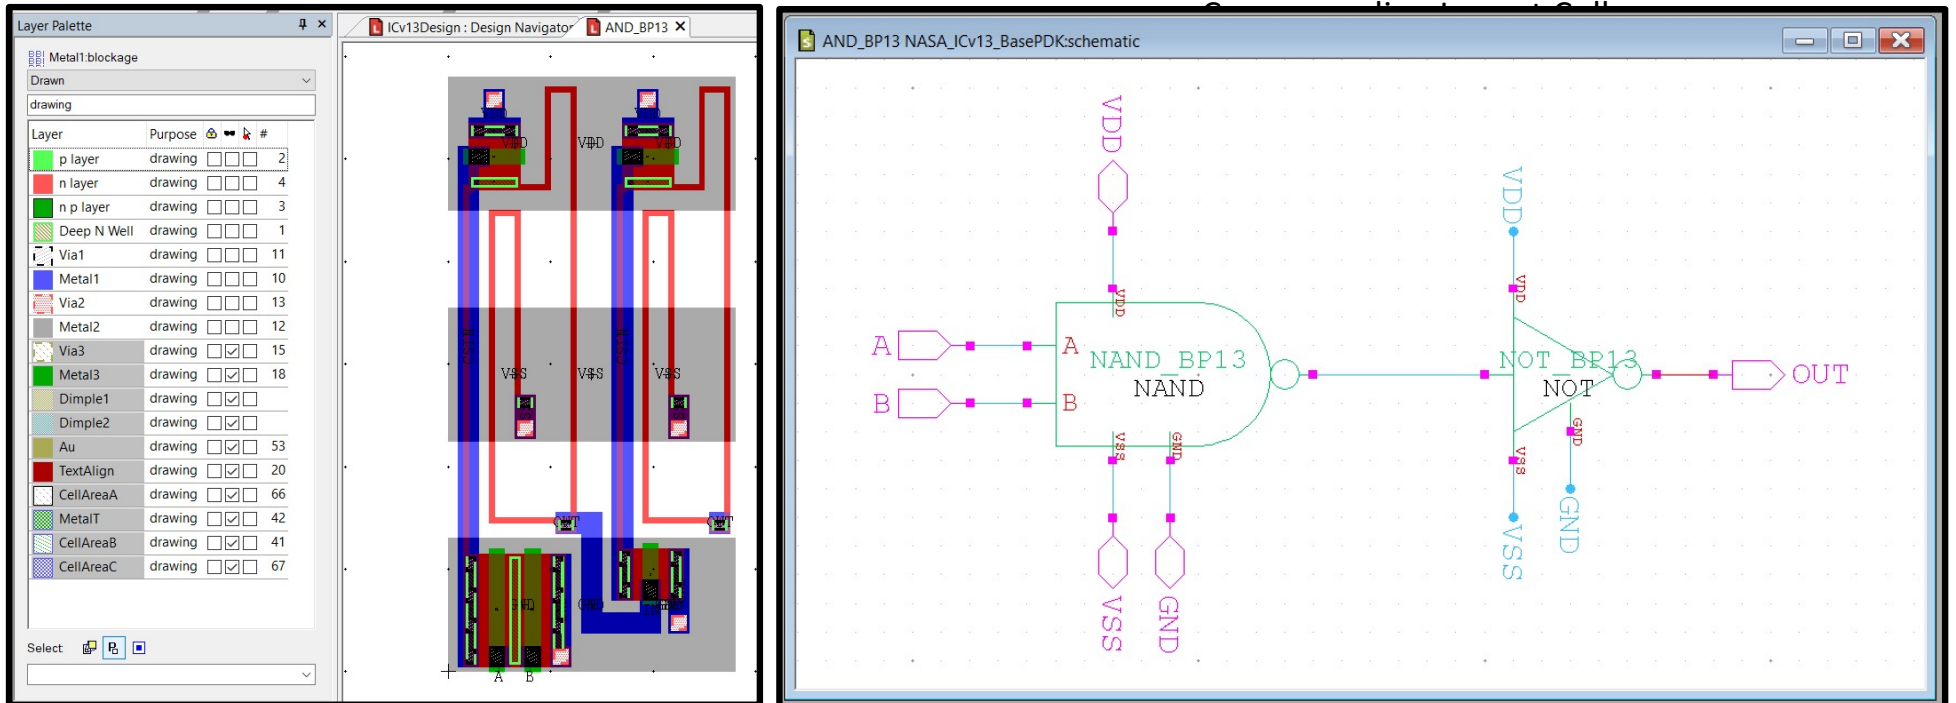 Layer Palette
Metal1:blockage
Drawn
drawing
Layer Purpose #
p layer drawing 2
n layer drawing 4
n p layer drawing 3
Deep N Well drawing 1
Via1 drawing 11
Metal1 drawing 10
Via2 drawing 13
Metal2 drawing 12
Via3 drawing 15
Metal3 drawing 18
Dimple1 drawing
Dimple2 drawing
Au drawing 53
TextAlign drawing 20
CellAreaA drawing 66
MetalT drawing 42
CellAreaB drawing 41
CellAreaC drawing 67
Select
ICv13Design : Design Navigator
AND_BP13
VDD VDD VDD
VSS VSS VSS
OUT OUT
GND GND
A B
AND_BP13 NASA_ICv13_BasePDK:schematic
VDD
VDD
VDD
VDD
A A
NAND_BP13
NAND
B B
NOT_BP13
NOT
OUT
VSS GND
VSS GND
VSS GND
VSS GND